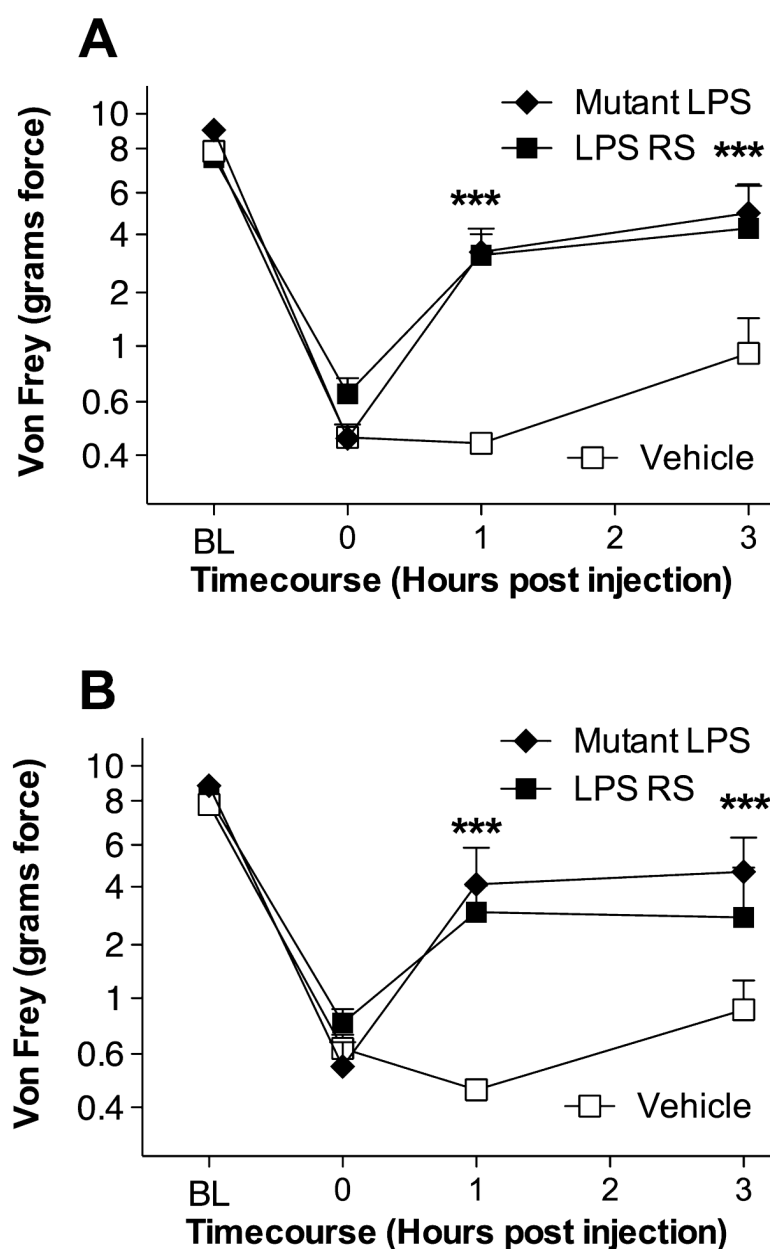 A
Mutant LPS
LPS RS
***
***
Von Frey (grams force)
10
8
6
4
2
1
0.6
0.4
Vehicle
BL
0
1
2
3
Timecourse (Hours post injection)
B
Mutant LPS
LPS RS
***
***
Von Frey (grams force)
10
8
6
4
2
1
0.6
0.4
Vehicle
BL
0
1
2
3
Timecourse (Hours post injection)